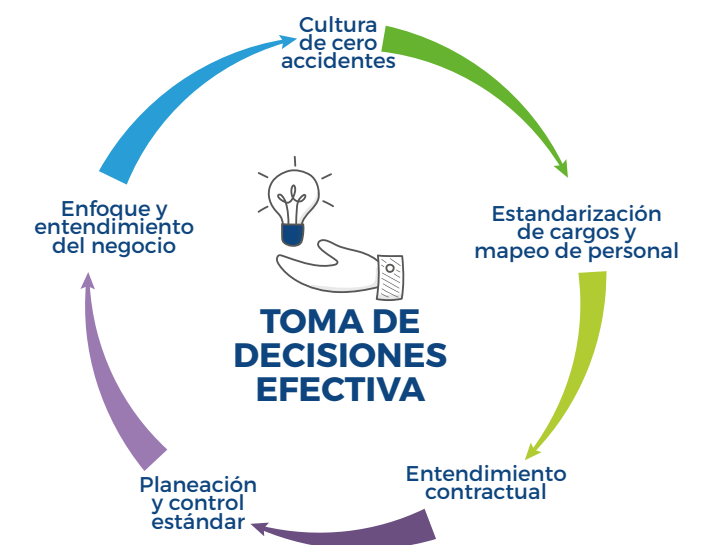 Cultura
de cero
accidentes
Estandarización
de cargos y
mapeo de personal
Entendimiento
contractual
Planeación
y control
estándar
Enfoque y
entendimiento
del negocio
TOMA DE
DECISIONES
EFECTIVA